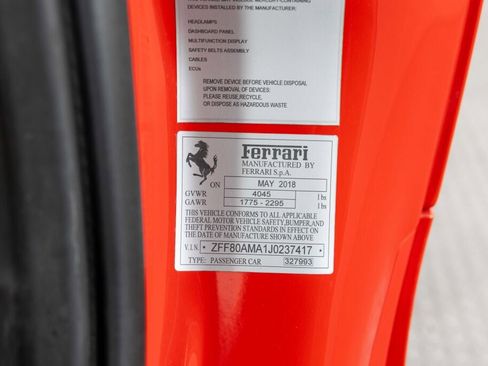 DEVICES INSTALLED BY THE MANUFACTURER:
HEADLAMPS
DASHBOARD PANEL
MULTIFUNCTION DISPLAY
SAFETY BELTS ASSEMBLY
CABLES
ECUs
REMOVE DEVICE BEFORE VEHICLE DISPOSAL
UPON REMOVAL OF DEVICES:
PLEASE REUSE,RECYCLE,
OR DISPOSE AS HAZARDOUS WASTE
Ferrari
MANUFACTURED BY
FERRARI S.p.A.
ON MAY 2018
GVWR 4045 lbs
GAWR 1775 - 2295 lbs
THIS VEHICLE CONFORMS TO ALL APPLICABLE
FEDERAL MOTOR VEHICLE SAFETY,BUMPER,AND
THEFT PREVENTION STANDARDS IN EFFECT ON
THE DATE OF MANUFACTURE SHOWN ABOVE
V.I.N. • ZFF80AMA1J0237417 •
TYPE: PASSENGER CAR 327993